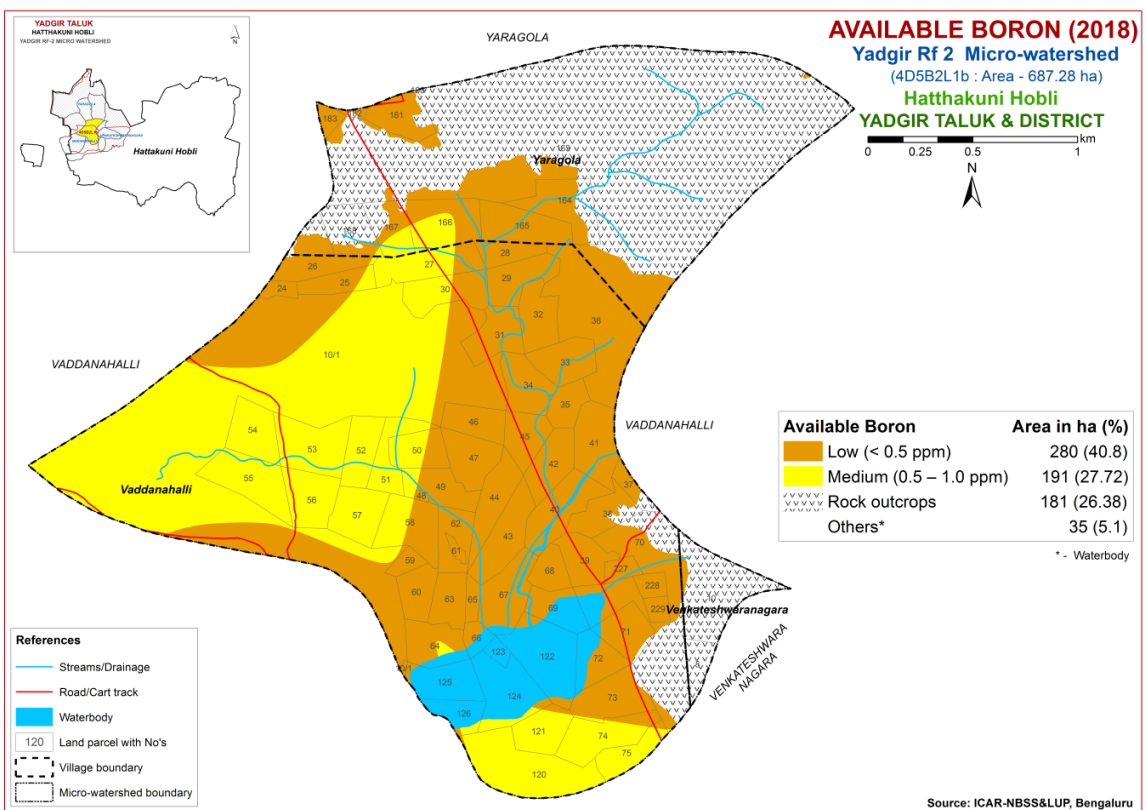 YADGIR TALUK
HATTHAKUNI HOBLI
YADGIR RF-2 MICRO WATERSHED
N
Hattakuni Hobli
AVAILABLE BORON (2018)
Yadgir Rf 2 Micro-watershed
(4D5B2L1b : Area - 687.28 ha)
Hatthakuni Hobli
YADGIR TALUK & DISTRICT
km
0 0.25 0.5 1
N
YARAGOLA
183
181
169
Yaragola
164
168
167
166
165
26
27
28
24
25
30
29
32
36
31
10/1
33
VADDANAHALLI
34
35
54
46
45
41
VADDANAHALLI
53
52
50
47
42
55
51
49
37
Vaddanahalli
56
48
44
40
38
57
58
62
43
70
61
59
39
227
68
228
60
63
65
67
69
229
Venkateshwaranagara
10
66
71
64
123
122
72
10/1
9
125
124
73
126
VENKATESHWARA
NAGARA
121
74
75
120
Available Boron Area in ha (%)
Low (< 0.5 ppm) 280 (40.8)
Medium (0.5 – 1.0 ppm) 191 (27.72)
Rock outcrops 181 (26.38)
Others* 35 (5.1)
* - Waterbody
References
Streams/Drainage
Road/Cart track
Waterbody
120 Land parcel with No's
Village boundary
Micro-watershed boundary
Source: ICAR-NBSS&LUP, Bengaluru